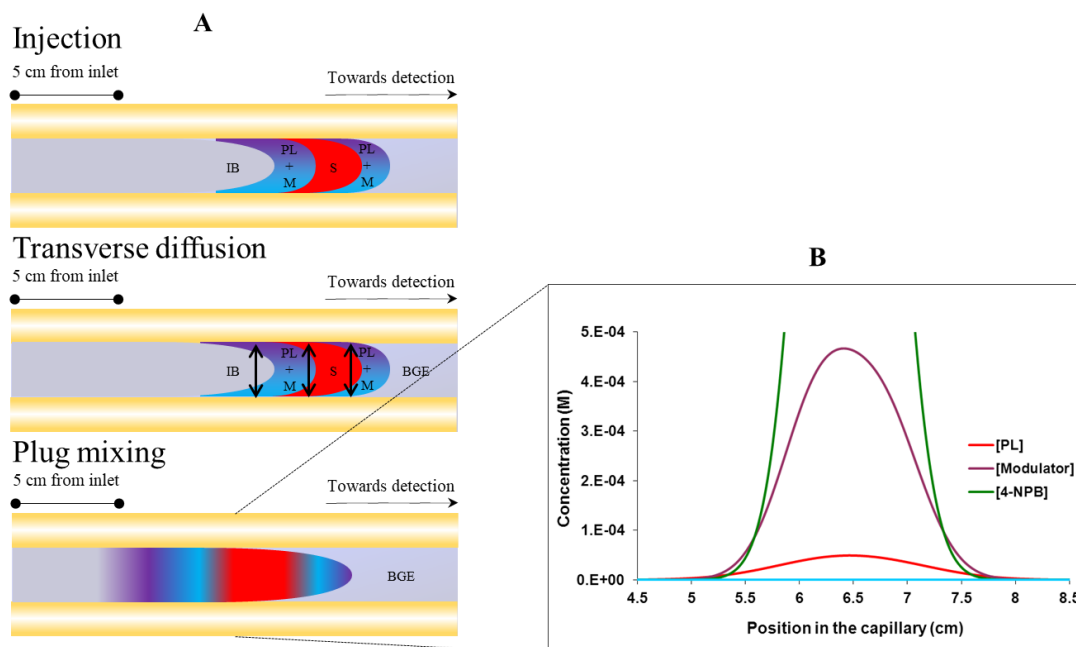 A
Injection
5 cm from inlet
Towards detection
IB
PL
+
M
S
PL
+
M
Transverse diffusion
5 cm from inlet
Towards detection
IB
PL
+
M
S
PL
+
M
BGE
Plug mixing
5 cm from inlet
Towards detection
BGE
B
5.E-04
4.E-04
3.E-04
2.E-04
1.E-04
0.E+00
Concentration (M)
4.5 5 5.5 6 6.5 7 7.5 8 8.5
Position in the capillary (cm)
[PL]
[Modulator]
[4-NPB]